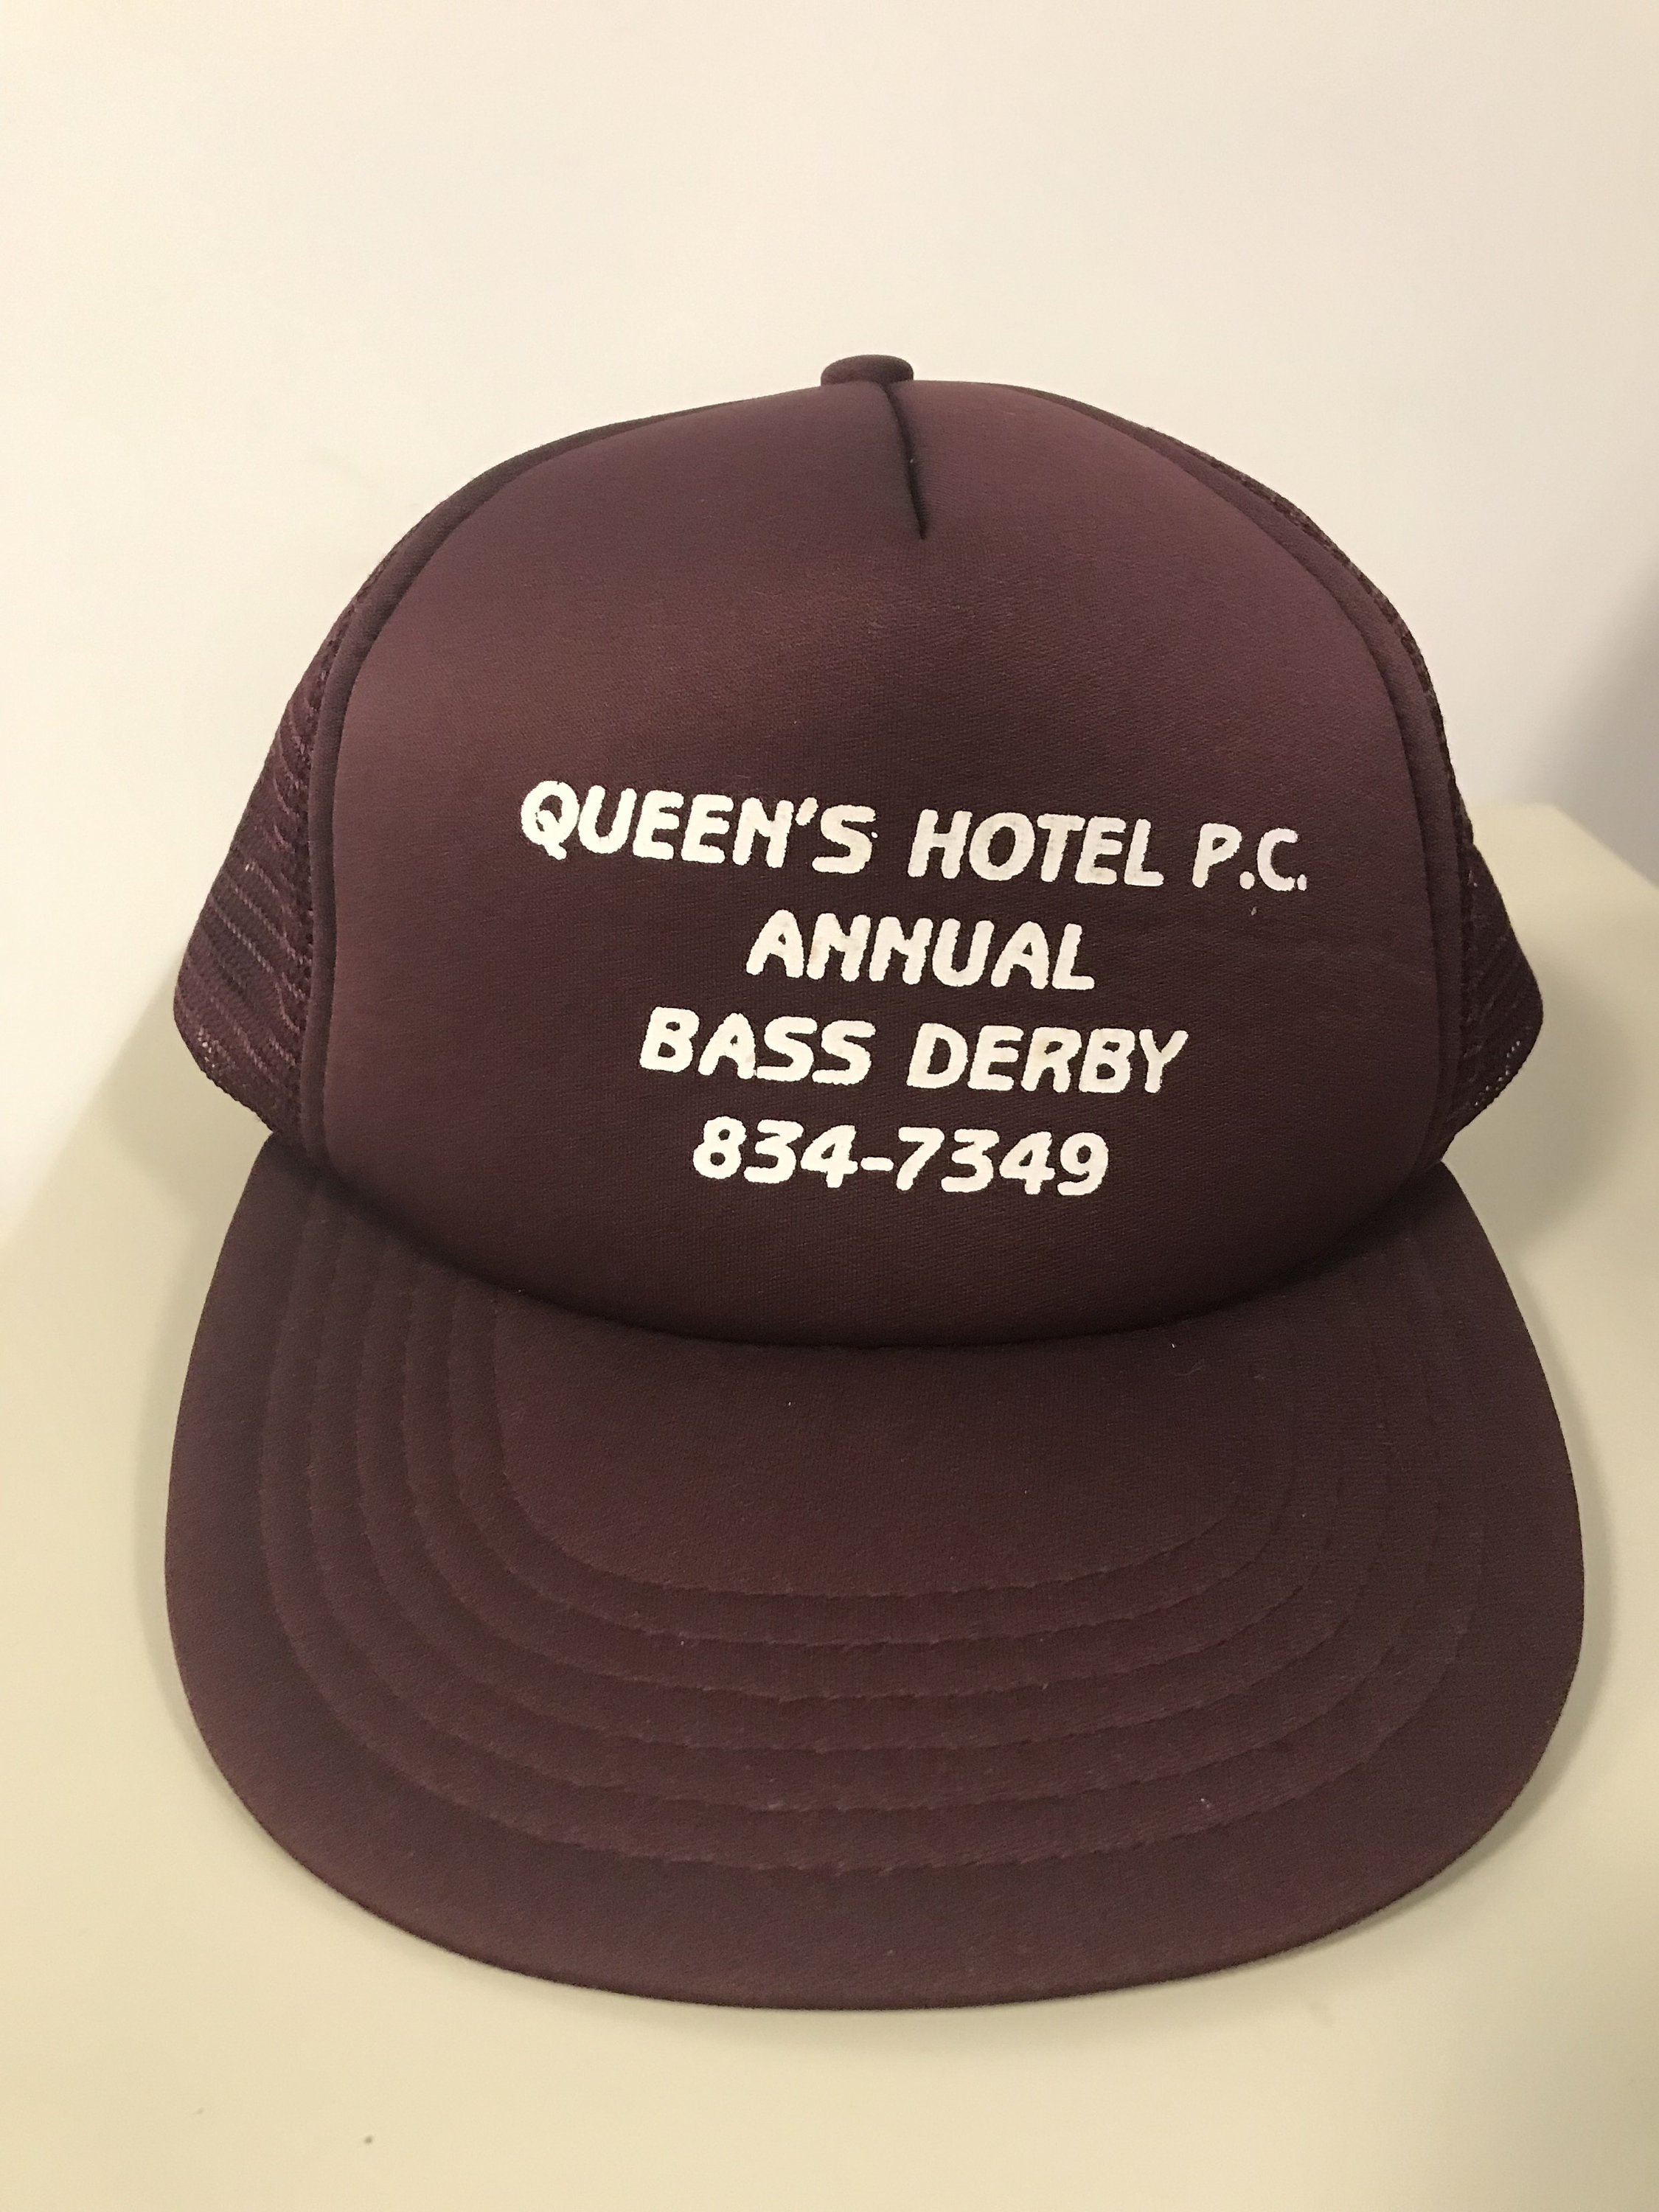 QUEEN'S HOTEL P.C.
ANNUAL
BASS DERBY
834-7349